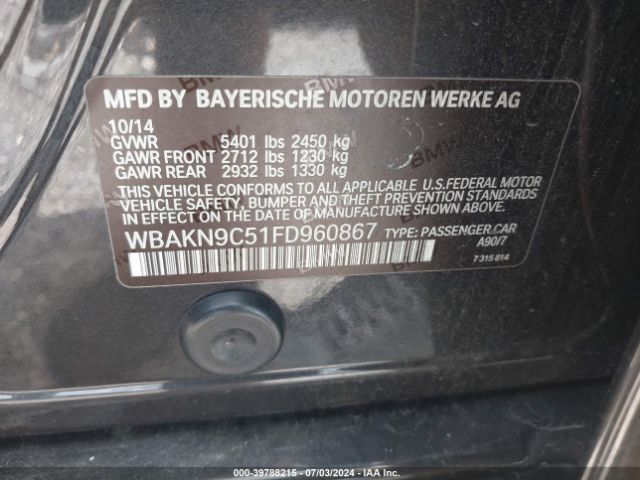 MFD BY BAYERISCHE MOTOREN WERKE AG
10/14
GVWR 5401 lbs 2450 kg
GAWR FRONT 2712 lbs 1230 kg
GAWR REAR 2932 lbs 1330 kg
THIS VEHICLE CONFORMS TO ALL APPLICABLE U.S.FEDERAL MOTOR
VEHICLE SAFETY, BUMPER AND THEFT PREVENTION STANDARDS IN
EFFECT ON THE DATE OF MANUFACTURE SHOWN ABOVE.
WBAKN9C51FD960867 TYPE: PASSENGER CAR
A90/7
7 315 814
000-39788215 - 07/03/2024 - IAA Inc.